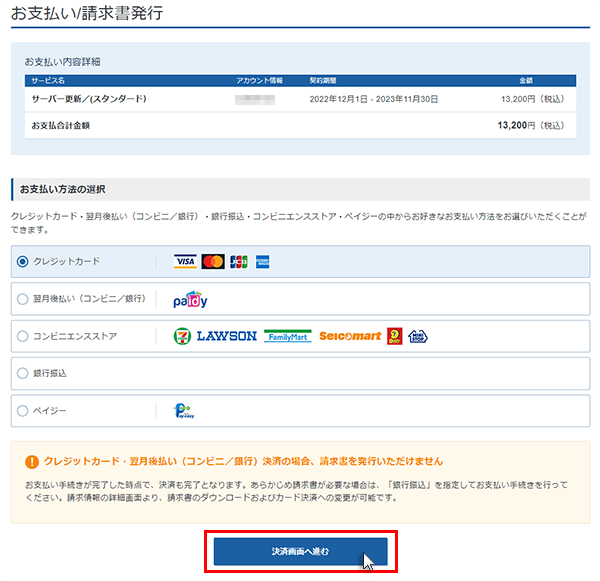 お支払い/請求書発行
お支払い内容詳細
サービス名 アカウント情報 契約期間 金額
サーバー更新／(スタンダード) 2022年12月1日 - 2023年11月30日 13,200円（税込）
お支払合計金額 13,200円（税込）
お支払い方法の選択
クレジットカード・翌月後払い（コンビニ／銀行）・銀行振込・コンビニエンスストア・ペイジーの中からお好きなお支払い方法をお選びいただくことが
できます。
クレジットカード VISA JCB
翌月後払い（コンビニ／銀行） paidy
コンビニエンスストア 7 LAWSON FamilyMart Seicomart MINI STOP
銀行振込
ペイジー Pay-easy
クレジットカード・翌月後払い（コンビニ／銀行）決済の場合、請求書を発行いただけません
お支払い手続きが完了した時点で、決済も完了となります。あらかじめ請求書が必要な場合は、「銀行振込」を指定してお支払い手続きを行って
ください。請求情報の詳細画面より、請求書のダウンロードおよびカード決済への変更が可能です。
決済画面へ進む